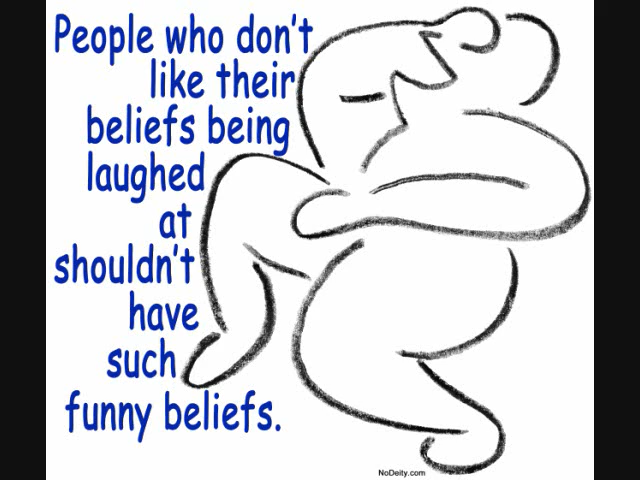 People who don't
like their
beliefs being
laughed
at
shouldn't
have
such
funny beliefs.
NoDeity.com